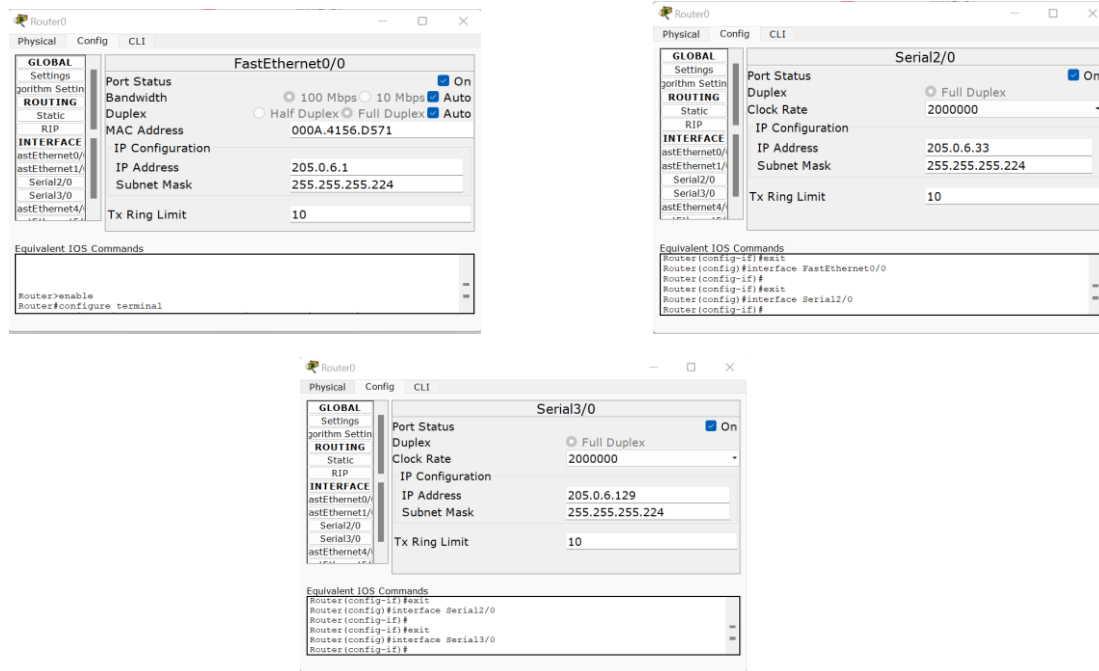 Router0
Physical Config CLI
GLOBAL
Settings
gorithm Settin
ROUTING
Static
RIP
INTERFACE
astEthernet0/
astEthernet1/
Serial2/0
Serial3/0
astEthernet4/
FastEthernet0/0
Port Status On
Bandwidth 100 Mbps 10 Mbps Auto
Duplex Half Duplex Full Duplex Auto
MAC Address 000A.4156.D571
IP Configuration
IP Address 205.0.6.1
Subnet Mask 255.255.255.224
Tx Ring Limit 10
Equivalent IOS Commands
Router>enable
Router#configure terminal
Router0
Physical Config CLI
GLOBAL
Settings
gorithm Settin
ROUTING
Static
RIP
INTERFACE
astEthernet0/
astEthernet1/
Serial2/0
Serial3/0
astEthernet4/
Serial2/0
Port Status On
Duplex Full Duplex
Clock Rate 2000000
IP Configuration
IP Address 205.0.6.33
Subnet Mask 255.255.255.224
Tx Ring Limit 10
Equivalent IOS Commands
Router(config-if)#exit
Router(config)#interface FastEthernet0/0
Router(config-if)#
Router(config-if)#exit
Router(config)#interface Serial2/0
Router(config-if)#
Router0
Physical Config CLI
GLOBAL
Settings
gorithm Settin
ROUTING
Static
RIP
INTERFACE
astEthernet0/
astEthernet1/
Serial2/0
Serial3/0
astEthernet4/
Serial3/0
Port Status On
Duplex Full Duplex
Clock Rate 2000000
IP Configuration
IP Address 205.0.6.129
Subnet Mask 255.255.255.224
Tx Ring Limit 10
Equivalent IOS Commands
Router(config-if)#exit
Router(config)#interface Serial2/0
Router(config-if)#
Router(config-if)#exit
Router(config)#interface Serial3/0
Router(config-if)#